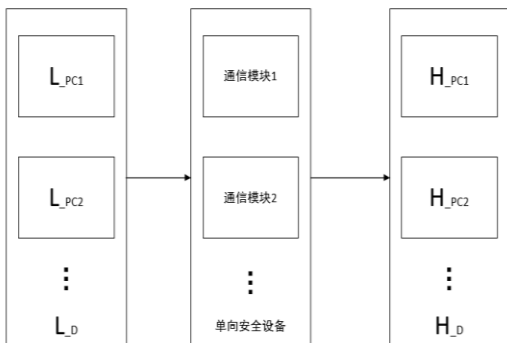 L_PC1
通信模块1
H_PC1
L_PC2
通信模块2
H_PC2
⋮
⋮
⋮
L_D
单向安全设备
H_D